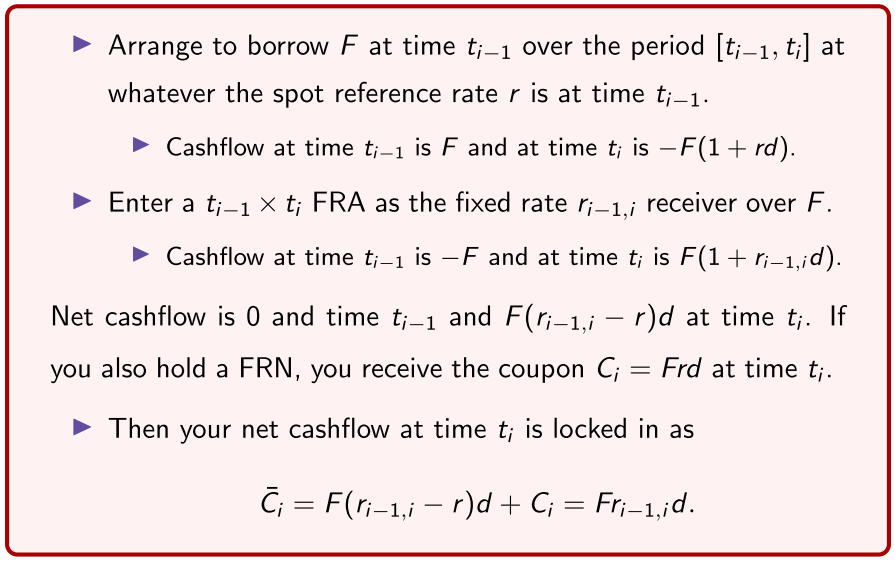 ▶ Arrange to borrow F at time t_{i−1} over the period [t_{i−1}, t_i] at
whatever the spot reference rate r is at time t_{i−1}.
▶ Cashflow at time t_{i−1} is F and at time t_i is −F(1 + rd).
▶ Enter a t_{i−1} × t_i FRA as the fixed rate r_{i−1,i} receiver over F.
▶ Cashflow at time t_{i−1} is −F and at time t_i is F(1 + r_{i−1,i}d).
Net cashflow is 0 and time t_{i−1} and F(r_{i−1,i} − r)d at time t_i. If
you also hold a FRN, you receive the coupon C_i = Frd at time t_i.
▶ Then your net cashflow at time t_i is locked in as
C̄_i = F(r_{i−1,i} − r)d + C_i = Fr_{i−1,i}d.